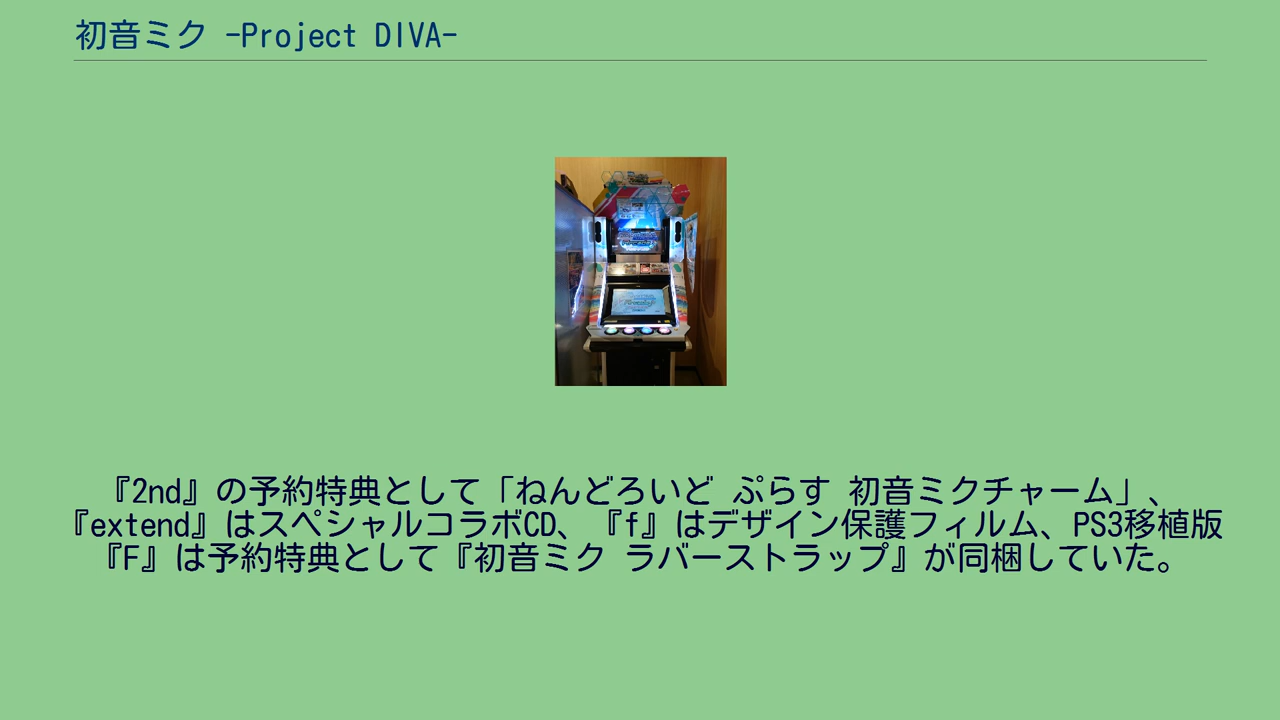 初音ミク -Project DIVA-
『2nd』の予約特典として「ねんどろいど ぷらす 初音ミクチャーム」、
『extend』はスペシャルコラボCD、『f』はデザイン保護フィルム、PS3移植版
『F』は予約特典として『初音ミク ラバーストラップ』が同梱していた。